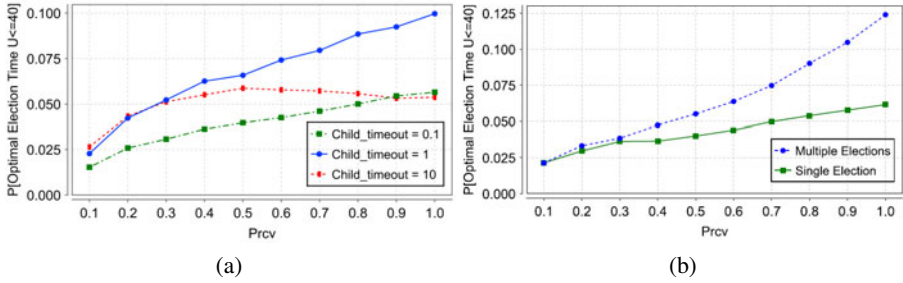 P[Optimal Election Time U<=40]
0.100
0.075
0.050
0.025
0.000
Child_timeout = 0.1
Child_timeout = 1
Child_timeout = 10
0.1 0.2 0.3 0.4 0.5 0.6 0.7 0.8 0.9 1.0
Prcv
(a)
P[Optimal Election Time U<=40]
0.125
0.100
0.075
0.050
0.025
0.000
Multiple Elections
Single Election
0.1 0.2 0.3 0.4 0.5 0.6 0.7 0.8 0.9 1.0
Prcv
(b)